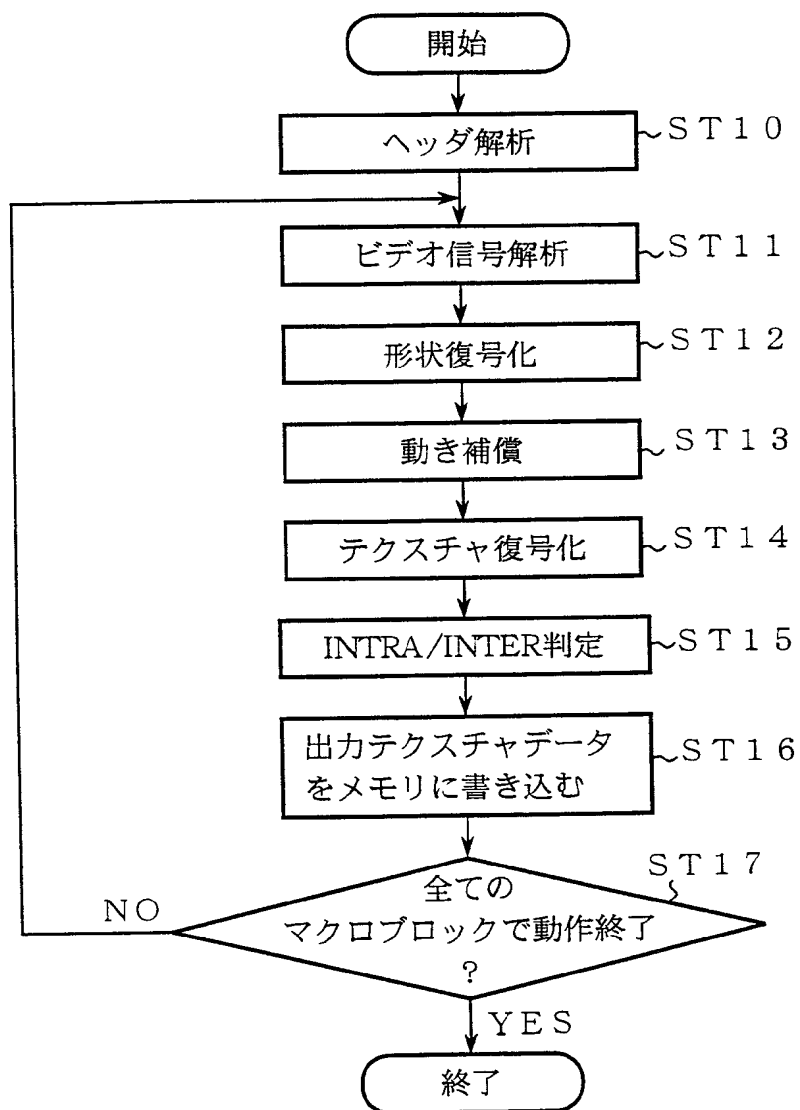 開始
ヘッダ解析
ST10
ビデオ信号解析
ST11
形状復号化
ST12
動き補償
ST13
テクスチャ復号化
ST14
INTRA/INTER判定
ST15
出力テクスチャデータ
をメモリに書き込む
ST16
ST17
全ての
マクロブロックで動作終了
?
NO
YES
終了